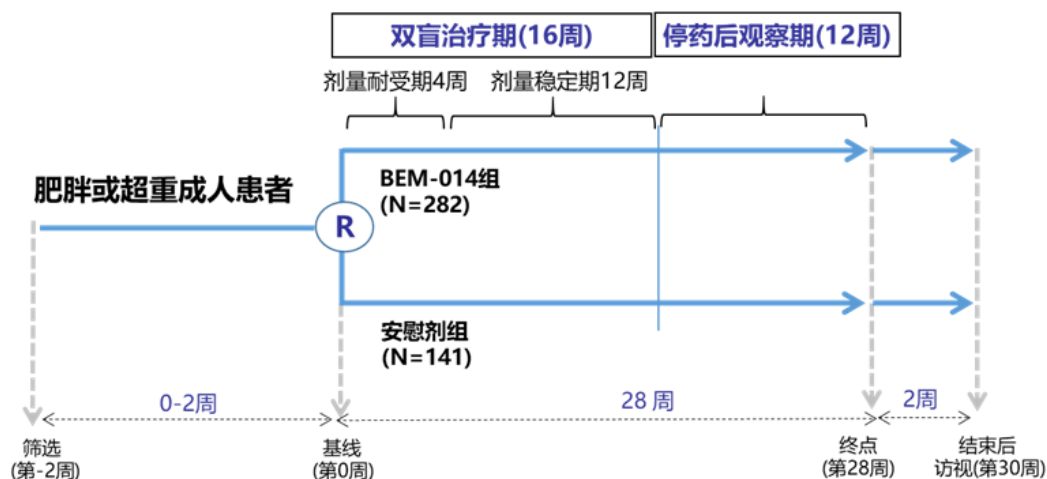 双盲治疗期(16周)
停药后观察期(12周)
剂量耐受期4周
剂量稳定期12周
BEM-014组
(N=282)
肥胖或超重成人患者
R
安慰剂组
(N=141)
0-2周
28 周
2周
筛选
(第-2周)
基线
(第0周)
终点
(第28周)
结束后
访视(第30周)